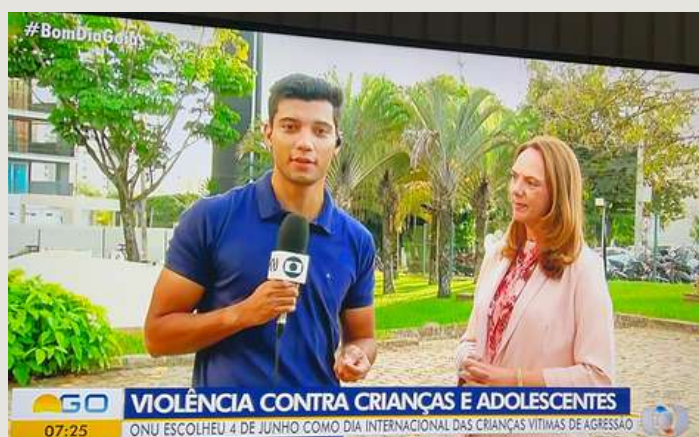 #BomDiaGoiás
GO
VIOLÊNCIA CONTRA CRIANÇAS E ADOLESCENTES
07:25
ONU ESCOLHEU 4 DE JUNHO COMO DIA INTERNACIONAL DAS CRIANÇAS VÍTIMAS DE AGRESSÃO